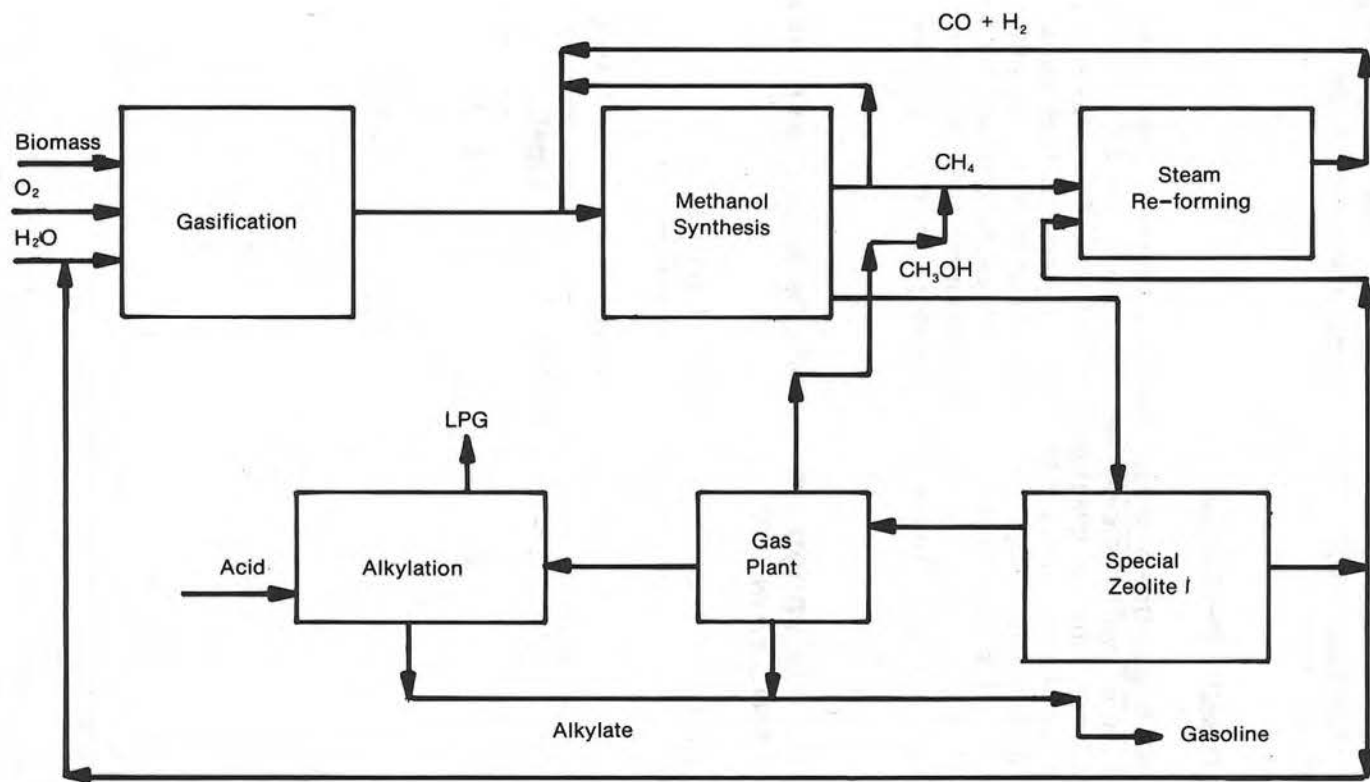 CO + H₂
Biomass
O₂
H₂O
Gasification
Methanol
Synthesis
CH₄
Steam
Re-forming
CH₃OH
LPG
Acid
Alkylation
Gas
Plant
Special
Zeolite
Alkylate
Gasoline